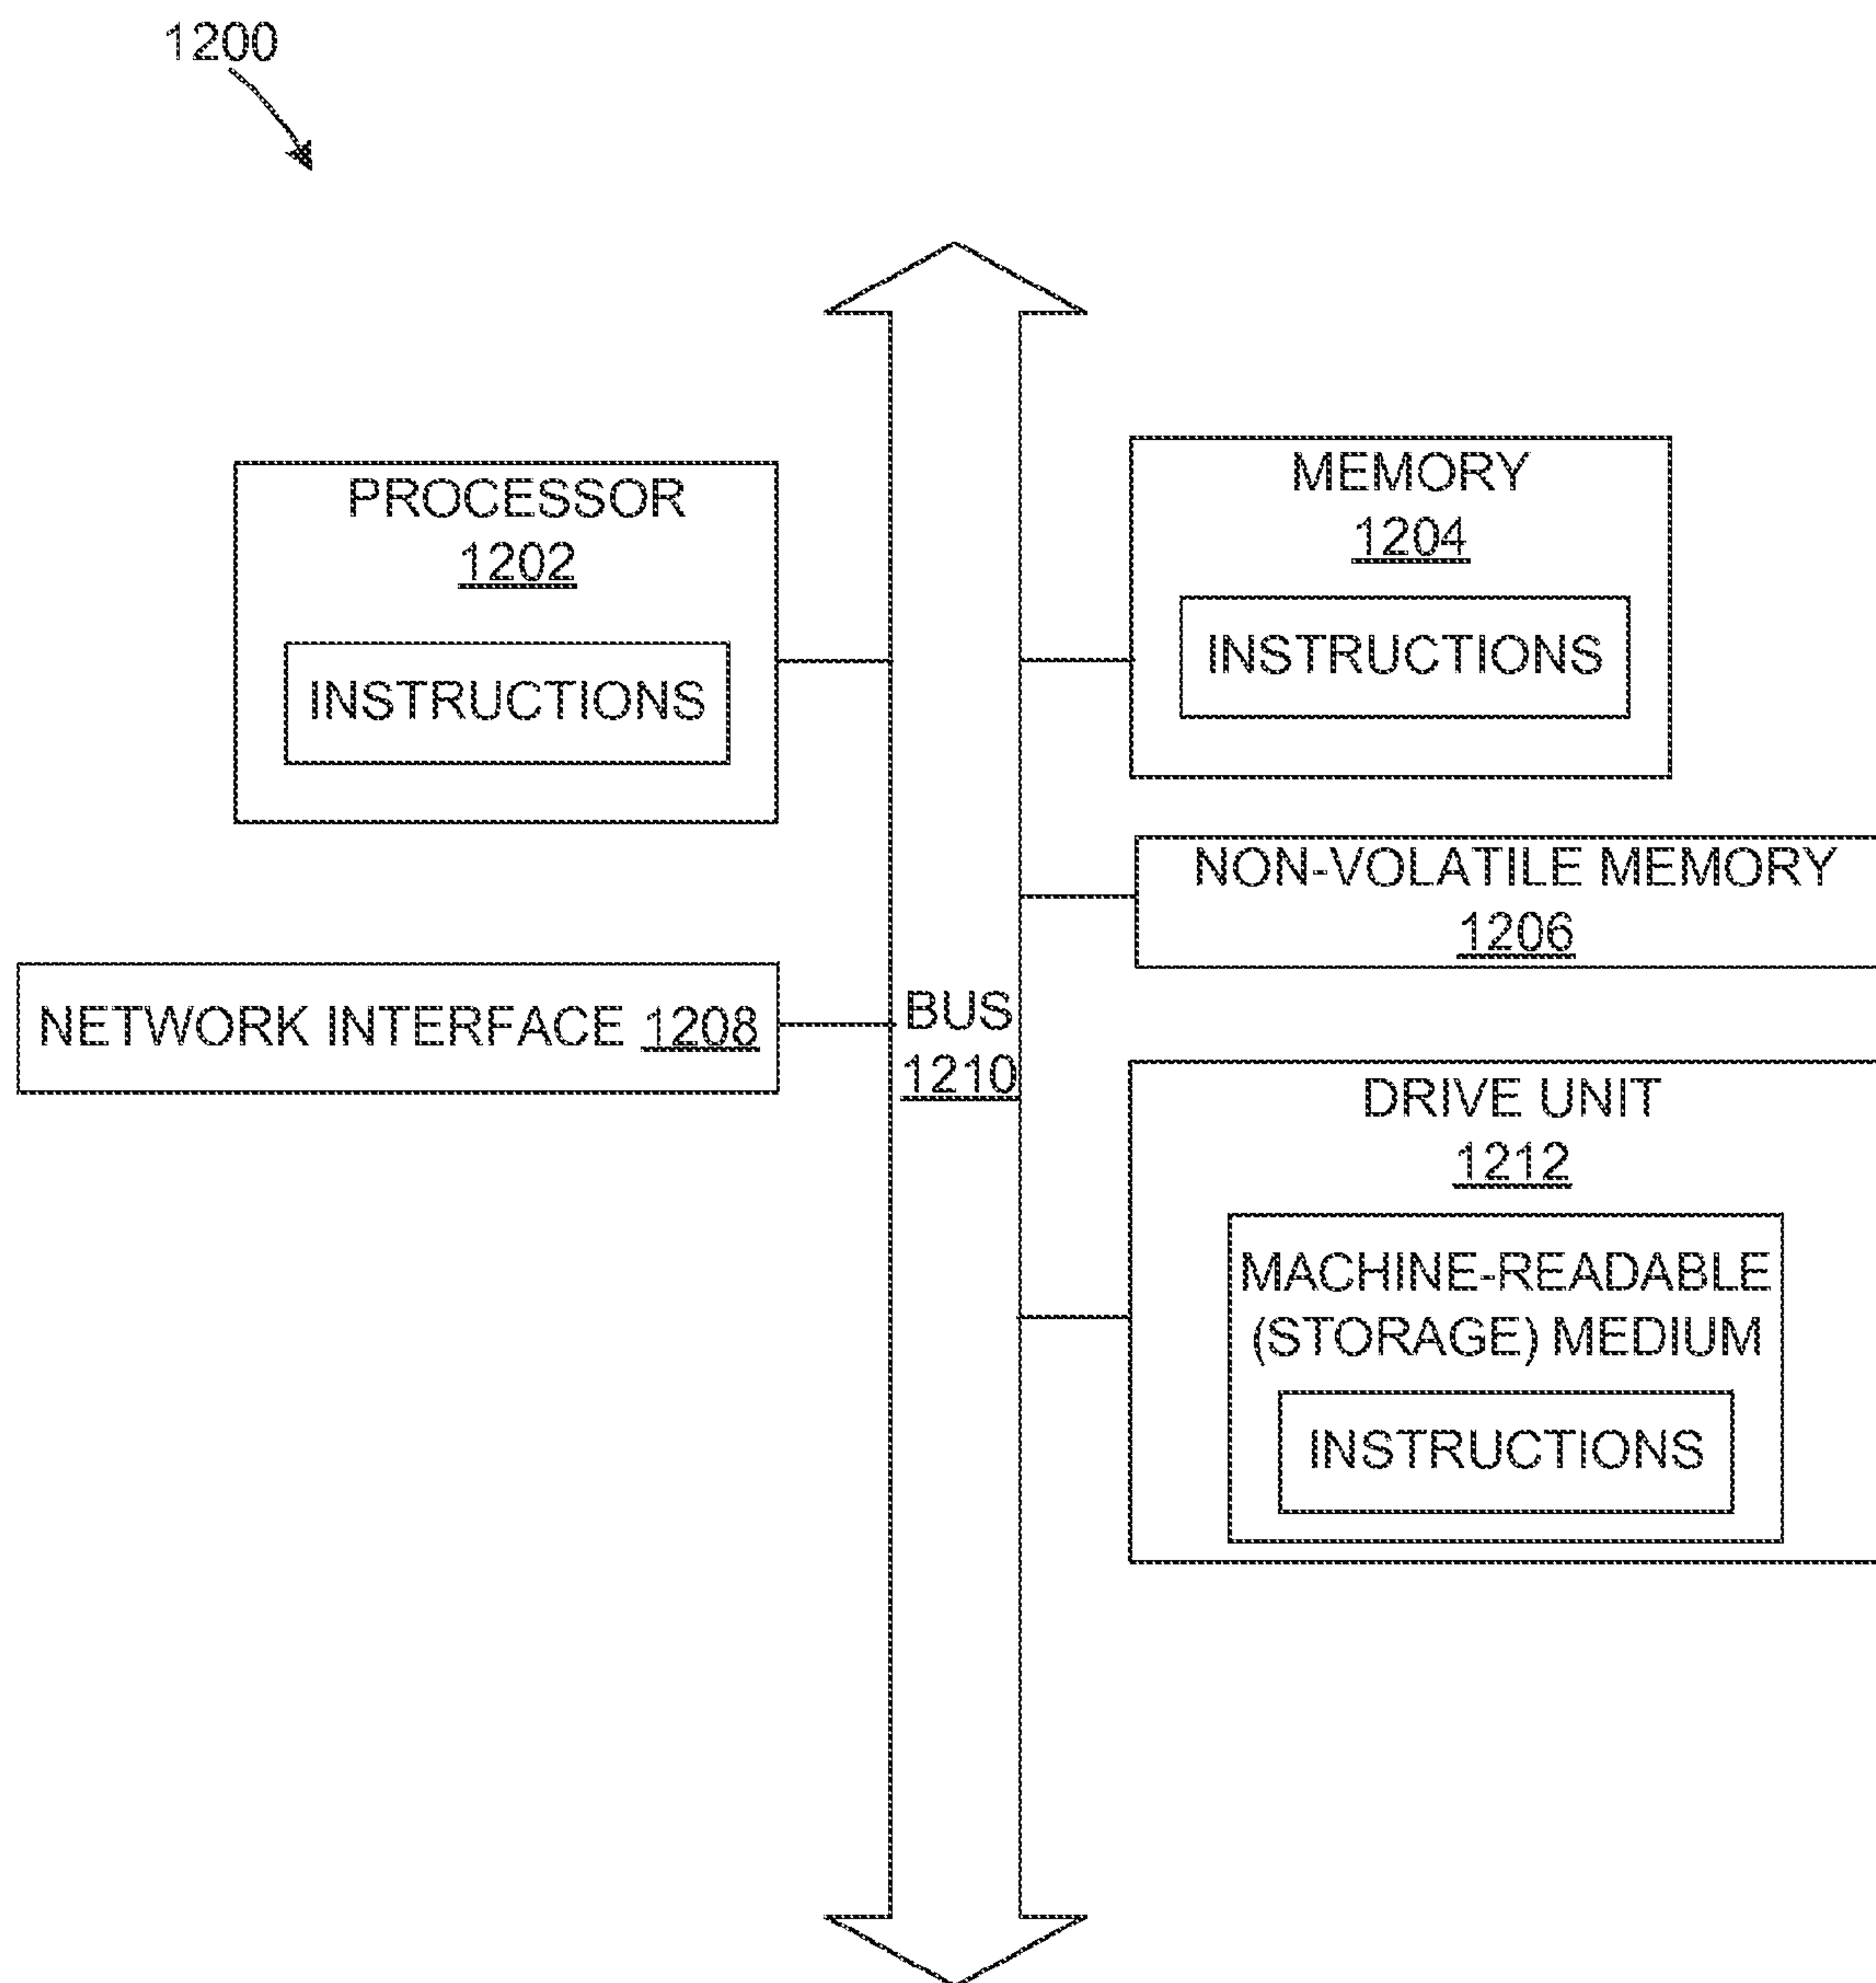 1200
PROCESSOR
1202
INSTRUCTIONS
MEMORY
1204
INSTRUCTIONS
NON-VOLATILE MEMORY
1206
NETWORK INTERFACE 1208
BUS
1210
DRIVE UNIT
1212
MACHINE-READABLE
(STORAGE) MEDIUM
INSTRUCTIONS